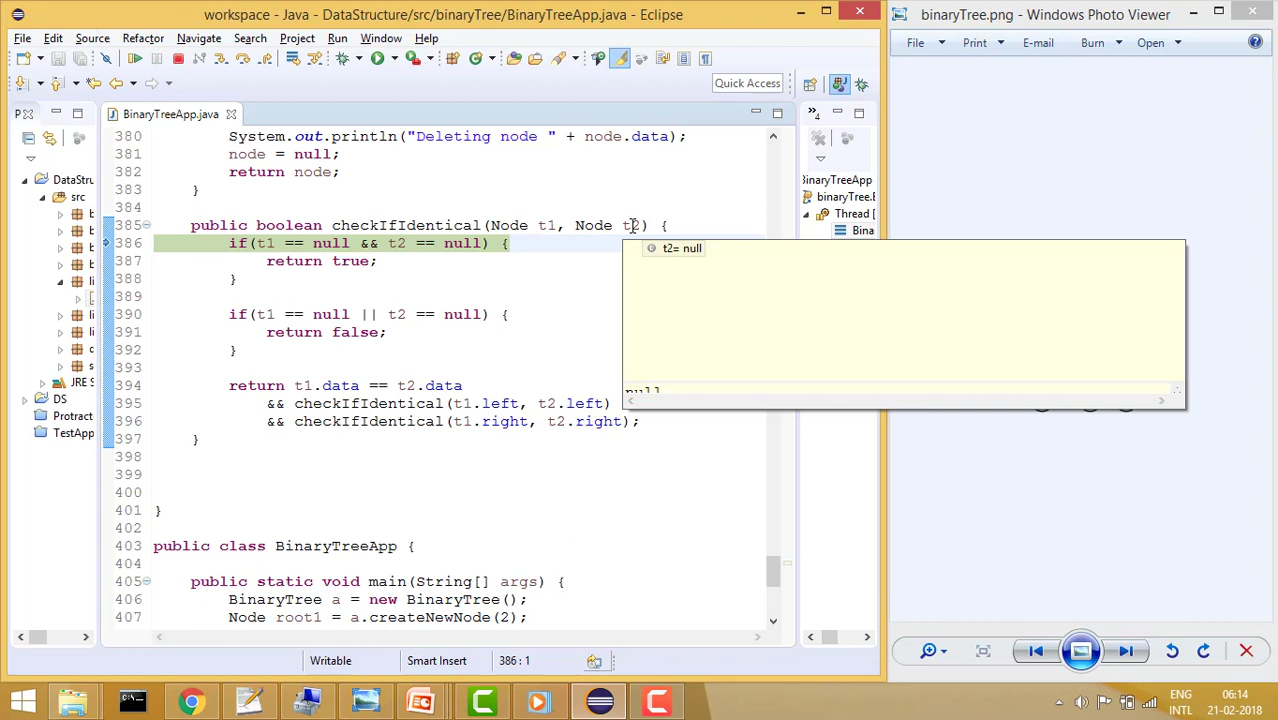 workspace - Java - DataStructure/src/binaryTree/BinaryTreeApp.java - Eclipse
File Edit Source Refactor Navigate Search Project Run Window Help
Quick Access
P
BinaryTreeApp.java
4
DataStru
src
b
b
b
b
li
li
li
c
s
JRE S
DS
Protract
TestApp
380 System.out.println("Deleting node " + node.data);
381 node = null;
382 return node;
383 }
384
385 public boolean checkIfIdentical(Node t1, Node t2) {
386 if(t1 == null && t2 == null) {
387 return true;
388 }
389
390 if(t1 == null || t2 == null) {
391 return false;
392 }
393
394 return t1.data == t2.data
395 && checkIfIdentical(t1.left, t2.left)
396 && checkIfIdentical(t1.right, t2.right);
397 }
398
399
400
401 }
402
403 public class BinaryTreeApp {
404
405 public static void main(String[] args) {
406 BinaryTree a = new BinaryTree();
407 Node root1 = a.createNewNode(2);
t2= null
null
BinaryTreeApp
binaryTree.B
Thread [
Bina
Writable Smart Insert 386 : 1
binaryTree.png - Windows Photo Viewer
File Print E-mail Burn Open
ENG
INTL
06:14
21-02-2018